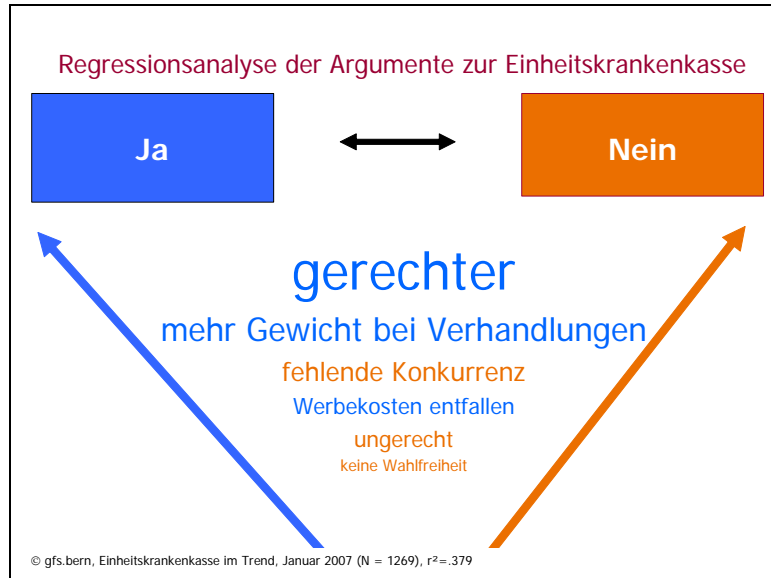 Regressionsanalyse der Argumente zur Einheitskrankenkasse
Ja
Nein
gerechter
mehr Gewicht bei Verhandlungen
fehlende Konkurrenz
Werbekosten entfallen
ungerecht
keine Wahlfreiheit
© gfs.bern, Einheitskrankenkasse im Trend, Januar 2007 (N = 1269), r²=.379